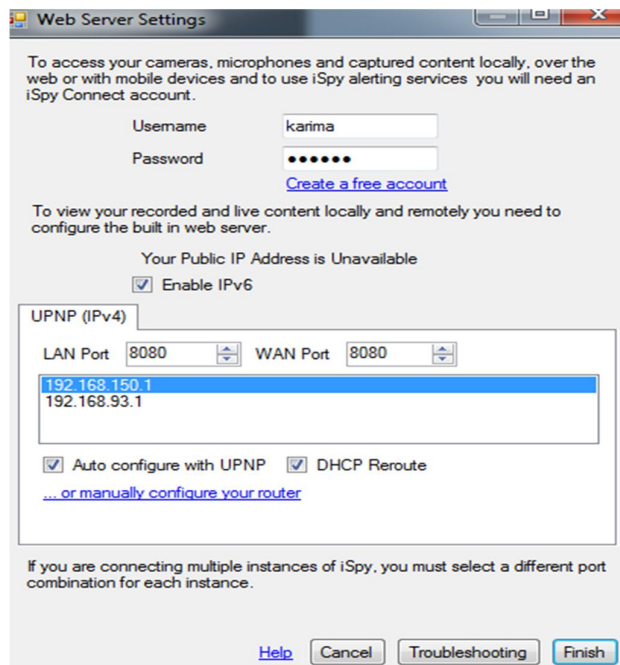 Web Server Settings
To access your cameras, microphones and captured content locally, over the
web or with mobile devices and to use iSpy alerting services you will need an
iSpy Connect account.
Username karima
Password ●●●●●●
Create a free account
To view your recorded and live content locally and remotely you need to
configure the built in web server.
Your Public IP Address is Unavailable
Enable IPv6
UPNP (IPv4)
LAN Port 8080 WAN Port 8080
192.168.150.1
192.168.93.1
Auto configure with UPNP DHCP Reroute
... or manually configure your router
If you are connecting multiple instances of iSpy, you must select a different port
combination for each instance.
Help Cancel Troubleshooting Finish